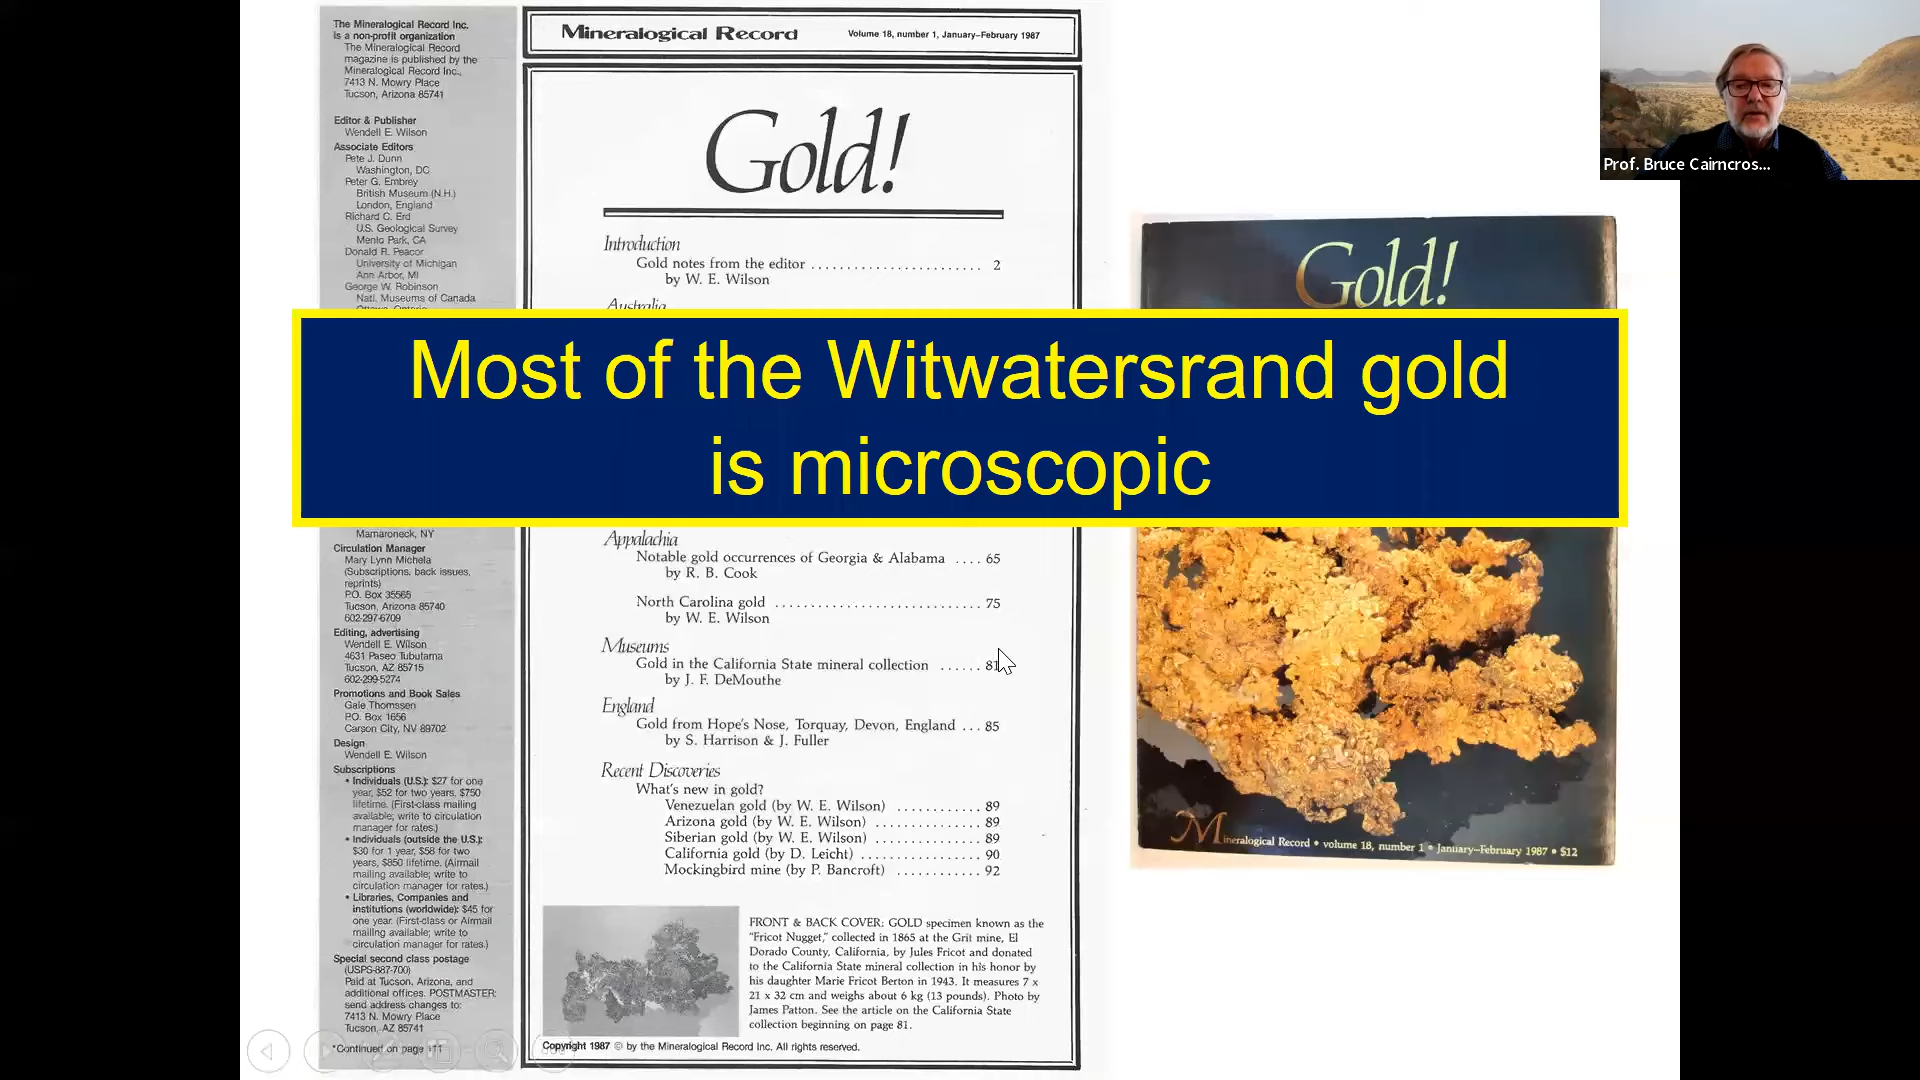 The Mineralogical Record Inc.
is a non-profit organization
The Mineralogical Record
magazine is published by the
Mineralogical Record Inc.,
7413 N. Mowry Place
Tucson, Arizona 85741
Editor & Publisher
Wendell E. Wilson
Associate Editors
Pete J. Dunn
Washington, DC
Peter G. Embrey
British Museum (N.H.)
London, England
Richard C. Erd
U.S. Geological Survey
Menlo Park, CA
Donald R. Peacor
University of Michigan
Ann Arbor, MI
George W. Robinson
Natl. Museums of Canada
Mamaroneck, NY
Circulation Manager
Mary Lynn Michela
(Subscriptions, back issues,
reprints)
P.O. Box 35565
Tucson, Arizona 85740
602-297-6709
Editing, advertising
Wendell E. Wilson
4631 Paseo Tubutama
Tucson, AZ 85715
602-299-5274
Promotions and Book Sales
Gale Thomssen
P.O. Box 1656
Carson City, NV 89702
Design
Wendell E. Wilson
Subscriptions
• Individuals (U.S.): $27 for one
year, $52 for two years, $750
lifetime. (First-class mailing
available; write to circulation
manager for rates.)
• Individuals (outside the U.S.):
$30 for 1 year, $58 for two
years, $850 lifetime. (Airmail
mailing available; write to
circulation manager for rates.)
• Libraries, Companies and
institutions (worldwide): $45 for
one year. (First-class or Airmail
mailing available; write to
circulation manager for rates.)
Special second class postage
(USPS-887-700)
Paid at Tucson, Arizona, and
additional offices. POSTMASTER:
send address changes to:
7413 N. Mowry Place
Tucson, AZ 85741
*Continued on page
Mineralogical Record Volume 18, number 1, January–February 1987
Gold!
Introduction
Gold notes from the editor ........................ 2
by W. E. Wilson
Australia
Most of the Witwatersrand gold
is microscopic
Appalachia
Notable gold occurrences of Georgia & Alabama .... 65
by R. B. Cook
North Carolina gold ............................. 75
by W. E. Wilson
Museums
Gold in the California State mineral collection ...... 81
by J. F. DeMouthe
England
Gold from Hope's Nose, Torquay, Devon, England ... 85
by S. Harrison & J. Fuller
Recent Discoveries
What's new in gold?
Venezuelan gold (by W. E. Wilson) ............ 89
Arizona gold (by W. E. Wilson) ............... 89
Siberian gold (by W. E. Wilson) ............... 89
California gold (by D. Leicht) ................. 90
Mockingbird mine (by P. Bancroft) ............ 92
FRONT & BACK COVER: GOLD specimen known as the
"Fricot Nugget," collected in 1865 at the Grit mine, El
Dorado County, California, by Jules Fricot and donated
to the California State mineral collection in his honor by
his daughter Marie Fricot Berton in 1943. It measures 7 x
21 x 32 cm and weighs about 6 kg (13 pounds). Photo by
James Patton. See the article on the California State
collection beginning on page 81.
Copyright 1987 © by the Mineralogical Record Inc. All rights reserved.
Gold!
Mineralogical Record • volume 18, number 1 • January–February 1987 • $12
Prof. Bruce Cairncros...